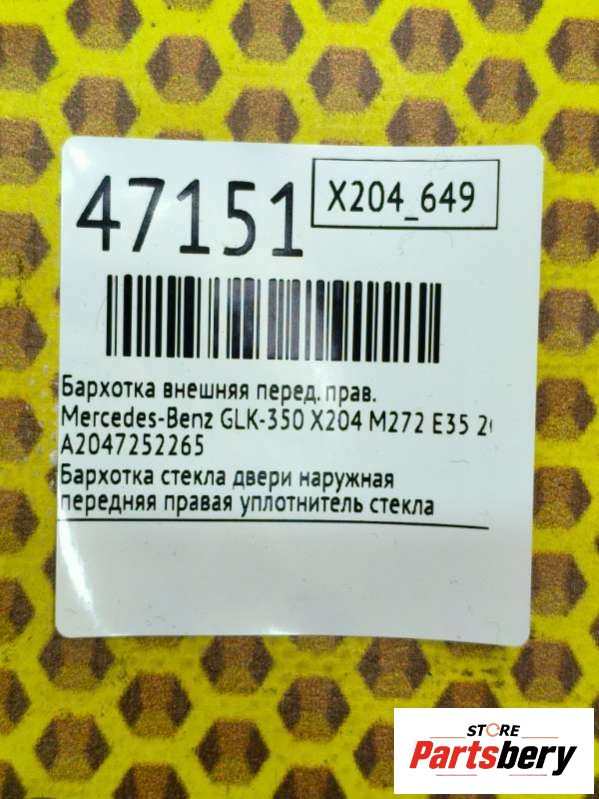 47151
X204_649
Бархотка внешняя перед. прав.
Mercedes-Benz GLK-350 X204 M272 E35
A2047252265
Бархотка стекла двери наружная
передняя правая уплотнитель стекла
STORE
Partsbery